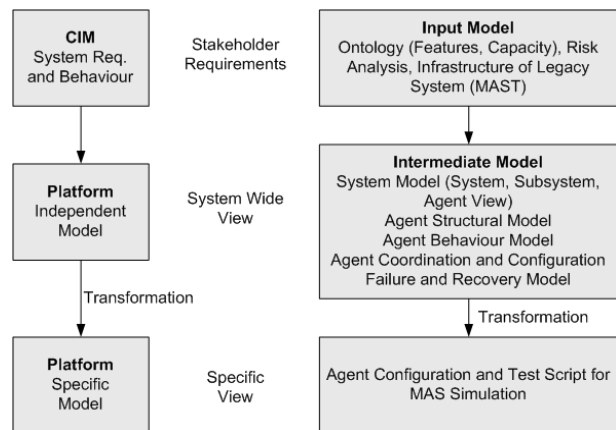 CIM
System Req.
and Behaviour
Stakeholder
Requirements
Input Model
Ontology (Features, Capacity), Risk
Analysis, Infrastructure of Legacy
System (MAST)
Platform
Independent
Model
System Wide
View
Intermediate Model
System Model (System, Subsystem,
Agent View)
Agent Structural Model
Agent Behaviour Model
Agent Coordination and Configuration
Failure and Recovery Model
Transformation
Transformation
Platform
Specific
Model
Specific
View
Agent Configuration and Test Script for
MAS Simulation